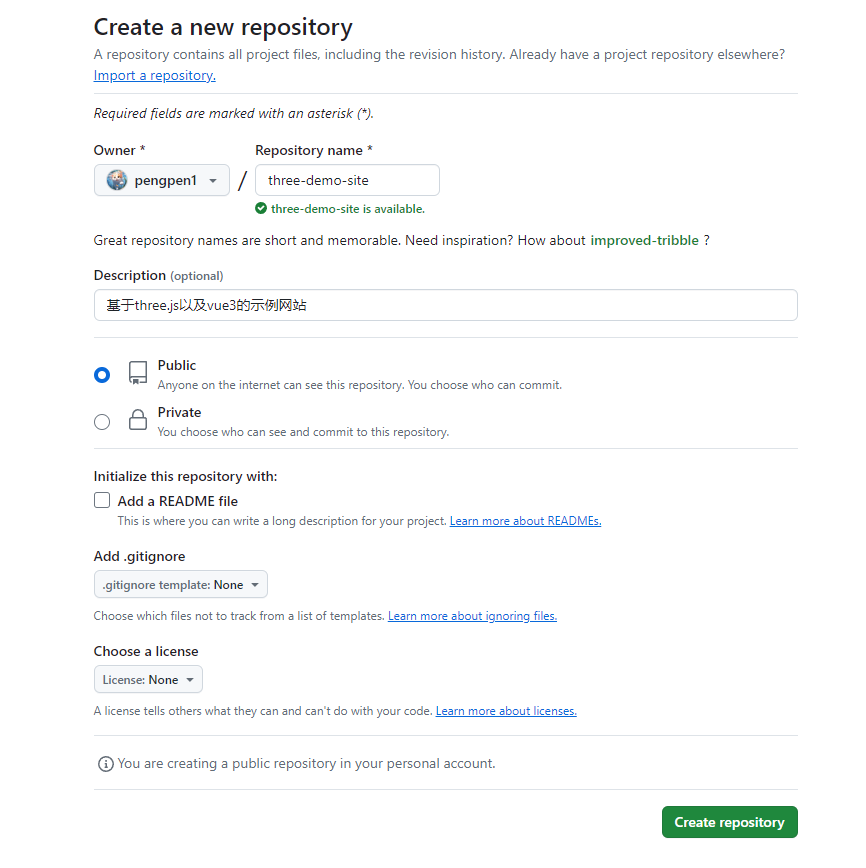 Create a new repository
A repository contains all project files, including the revision history. Already have a project repository elsewhere?
Import a repository.
Required fields are marked with an asterisk (*).
Owner * Repository name *
pengpen1 / three-demo-site
three-demo-site is available.
Great repository names are short and memorable. Need inspiration? How about improved-tribble ?
Description (optional)
基于three.js以及vue3的示例网站
Public
Anyone on the internet can see this repository. You choose who can commit.
Private
You choose who can see and commit to this repository.
Initialize this repository with:
Add a README file
This is where you can write a long description for your project. Learn more about READMEs.
Add .gitignore
.gitignore template: None
Choose which files not to track from a list of templates. Learn more about ignoring files.
Choose a license
License: None
A license tells others what they can and can't do with your code. Learn more about licenses.
You are creating a public repository in your personal account.
Create repository